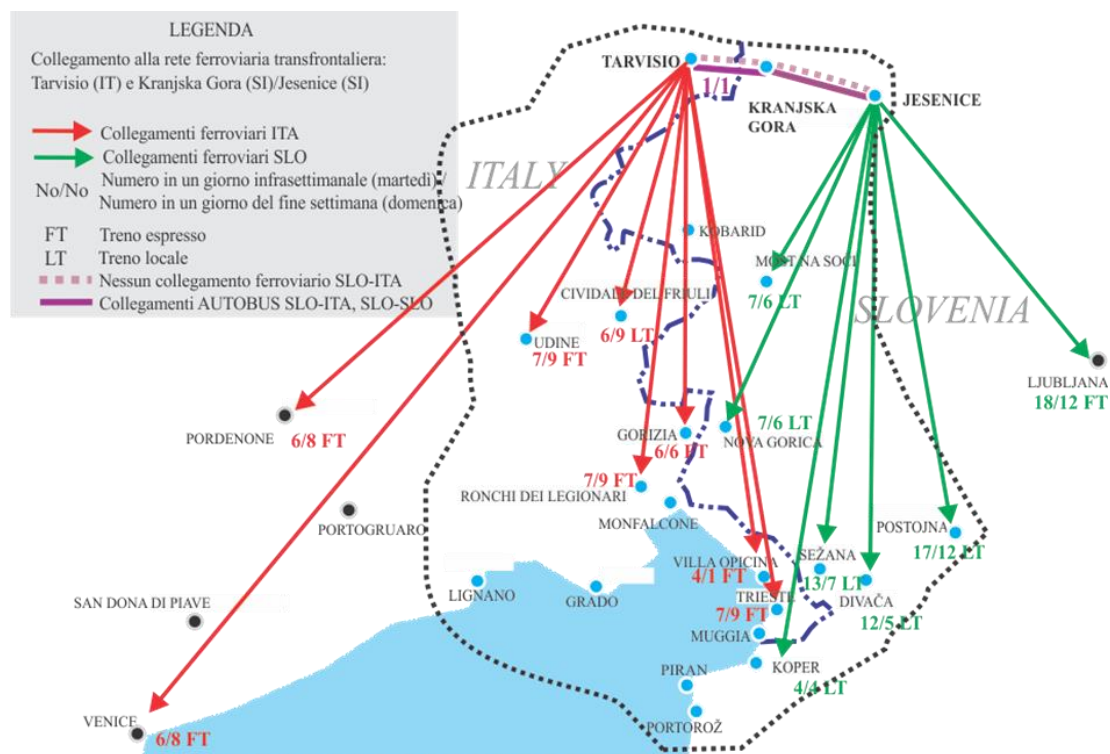 LEGENDA
Collegamento alla rete ferroviaria transfrontaliera:
Tarvisio (IT) e Kranjska Gora (SI)/Jesenice (SI)
Collegamenti ferroviari ITA
Collegamenti ferroviari SLO
No/No
Numero in un giorno infrasettimanale (martedì) /
Numero in un giorno del fine settimana (domenica)
FT Treno espresso
LT Treno locale
Nessun collegamento ferroviario SLO-ITA
Collegamenti AUTOBUS SLO-ITA, SLO-SLO
TARVISIO
1/1
KRANJSKA
GORA
JESENICE
ITALY
KOBARID
MOST NA SOCI
7/6 LT
SLOVENIA
CIVIDALE DEL FRIULI
6/9 LT
UDINE
7/9 FT
LJUBLJANA
18/12 FT
PORDENONE
6/8 FT
GORIZIA
6/6 FT
7/6 LT
NOVA GORICA
7/9 FT
RONCHI DEI LEGIONARI
MONFALCONE
PORTOGRUARO
POSTOJNA
17/12 LT
VILLA OPICINA
4/1 FT
SEŽANA
13/7 LT
DIVAČA
12/5 LT
TRIESTE
7/9 FT
LIGNANO
GRADO
SAN DONA DI PIAVE
MUGGIA
KOPER
4/4 LT
PIRAN
PORTOROŽ
VENICE
6/8 FT